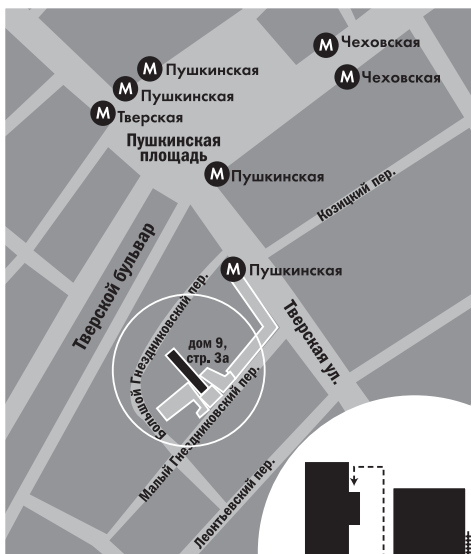 М Чеховская
М Пушкинская
М Чеховская
М Пушкинская
М Тверская
Пушкинская
площадь
М Пушкинская
Козицкий пер.
Тверской бульвар
М Пушкинская
Большой Гнездниковский пер.
Тверская ул.
дом 9,
стр. 3а
Малый Гнездниковский пер.
Леонтьевский пер.